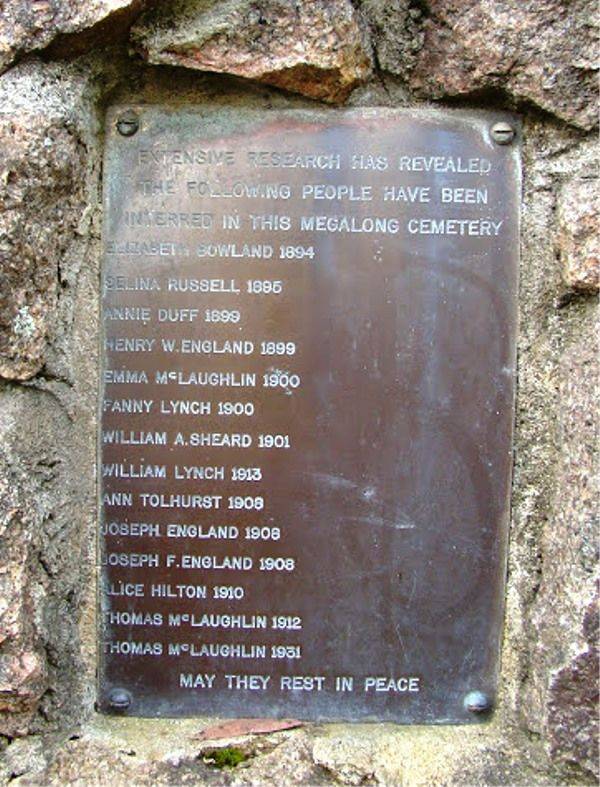 EXTENSIVE RESEARCH HAS REVEALED
THE FOLLOWING PEOPLE HAVE BEEN
INTERRED IN THIS MEGALONG CEMETERY
ELIZABETH BOWLAND 1894
SELINA RUSSELL 1895
ANNIE DUFF 1899
HENRY W. ENGLAND 1899
EMMA McLAUGHLIN 1900
FANNY LYNCH 1900
WILLIAM A. SHEARD 1901
WILLIAM LYNCH 1913
ANN TOLHURST 1908
JOSEPH ENGLAND 1908
JOSEPH F. ENGLAND 1908
ALICE HILTON 1910
THOMAS McLAUGHLIN 1912
THOMAS McLAUGHLIN 1931
MAY THEY REST IN PEACE